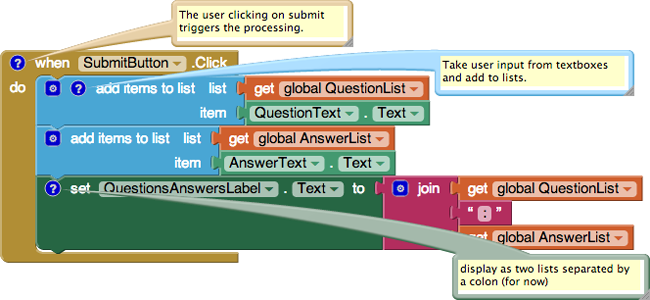 The user clicking on submit
triggers the processing.
? when SubmitButton .Click
do ? add items to list list get global QuestionList
item QuestionText . Text
Take user input from textboxes
and add to lists.
add items to list list get global AnswerList
item AnswerText . Text
? set QuestionsAnswersLabel . Text to join get global QuestionList
“ : ”
get global AnswerList
display as two lists separated by
a colon (for now)